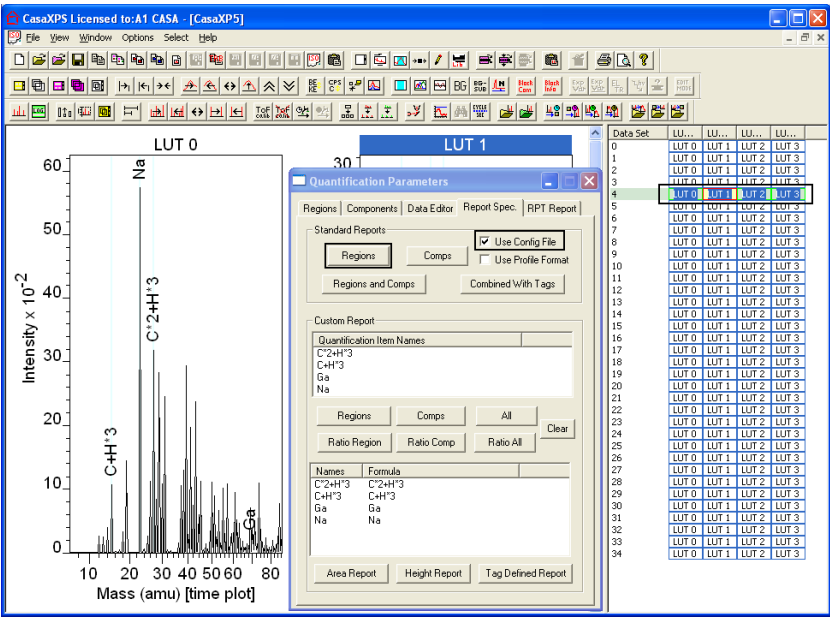 CasaXPS Licensed to:A1 CASA - [CasaXP5]
File View Window Options Select Help
LUT 0
LUT 1
60
50
40
30
20
10
0
Intensity x 10-2
Na
C*2+H*3
C+H*3
Ga
10 20 30 40 50 60 80
Mass (amu) [time plot]
30
Quantification Parameters
Regions Components Data Editor Report Spec. RPT Report
Standard Reports
Use Config File
Regions Comps
Use Profile Format
Regions and Comps Combined With Tags
Custom Report
Quantification Item Names
C*2+H*3
C+H*3
Ga
Na
Regions Comps All
Clear
Ratio Region Ratio Comp Ratio All
Names Formula
C*2+H*3 C*2+H*3
C+H*3 C+H*3
Ga Ga
Na Na
Area Report Height Report Tag Defined Report
Data Set LU... LU... LU... LU...
0 LUT 0 LUT 1 LUT 2 LUT 3
1 LUT 0 LUT 1 LUT 2 LUT 3
2 LUT 0 LUT 1 LUT 2 LUT 3
3 LUT 0 LUT 1 LUT 2 LUT 3
4 LUT 0 LUT 1 LUT 2 LUT 3
5 LUT 0 LUT 1 LUT 2 LUT 3
6 LUT 0 LUT 1 LUT 2 LUT 3
7 LUT 0 LUT 1 LUT 2 LUT 3
8 LUT 0 LUT 1 LUT 2 LUT 3
9 LUT 0 LUT 1 LUT 2 LUT 3
10 LUT 0 LUT 1 LUT 2 LUT 3
11 LUT 0 LUT 1 LUT 2 LUT 3
12 LUT 0 LUT 1 LUT 2 LUT 3
13 LUT 0 LUT 1 LUT 2 LUT 3
14 LUT 0 LUT 1 LUT 2 LUT 3
15 LUT 0 LUT 1 LUT 2 LUT 3
16 LUT 0 LUT 1 LUT 2 LUT 3
17 LUT 0 LUT 1 LUT 2 LUT 3
18 LUT 0 LUT 1 LUT 2 LUT 3
19 LUT 0 LUT 1 LUT 2 LUT 3
20 LUT 0 LUT 1 LUT 2 LUT 3
21 LUT 0 LUT 1 LUT 2 LUT 3
22 LUT 0 LUT 1 LUT 2 LUT 3
23 LUT 0 LUT 1 LUT 2 LUT 3
24 LUT 0 LUT 1 LUT 2 LUT 3
25 LUT 0 LUT 1 LUT 2 LUT 3
26 LUT 0 LUT 1 LUT 2 LUT 3
27 LUT 0 LUT 1 LUT 2 LUT 3
28 LUT 0 LUT 1 LUT 2 LUT 3
29 LUT 0 LUT 1 LUT 2 LUT 3
30 LUT 0 LUT 1 LUT 2 LUT 3
31 LUT 0 LUT 1 LUT 2 LUT 3
32 LUT 0 LUT 1 LUT 2 LUT 3
33 LUT 0 LUT 1 LUT 2 LUT 3
34 LUT 0 LUT 1 LUT 2 LUT 3